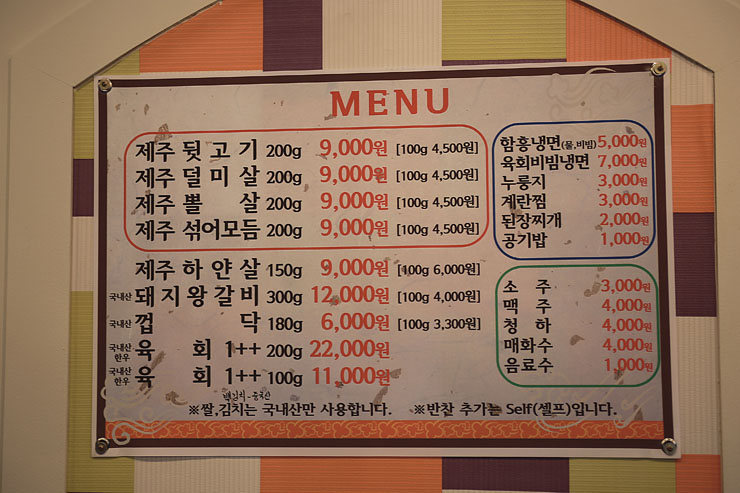 MENU
제주 뒷고기 200g 9,000원 [100g 4,500원]
제주 덜미살 200g 9,000원 [100g 4,500원]
제주 뽈살 200g 9,000원 [100g 4,500원]
제주 섞어모듬 200g 9,000원 [100g 4,500원]
제주 하얀살 150g 9,000원 [100g 6,000원]
국내산 돼지왕갈비 300g 12,000원 [100g 4,000원]
국내산 껍닥 180g 6,000원 [100g 3,300원]
국내산 한우 육회 1++ 200g 22,000원
국내산 한우 육회 1++ 100g 11,000원
함흥냉면(물,비빔) 5,000원
육회비빔냉면 7,000원
누룽지 3,000원
계란찜 3,000원
된장찌개 2,000원
공기밥 1,000원
소주 3,000원
맥주 4,000원
청하 4,000원
매화수 4,000원
음료수 1,000원
백김치-중국산
※쌀,김치는 국내산만 사용합니다. ※반찬 추가는 Self(셀프)입니다.